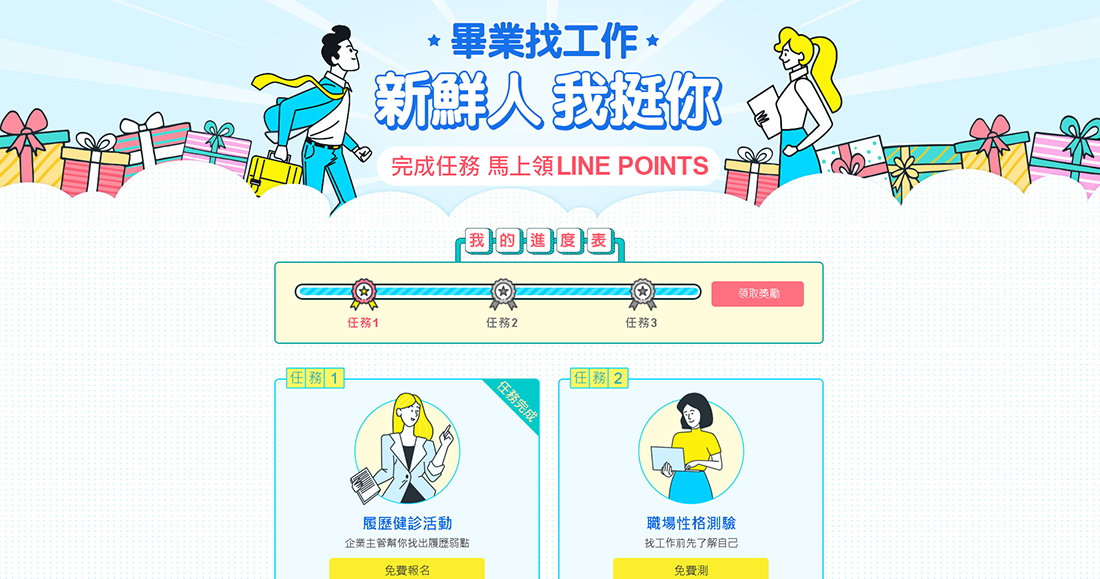 畢業找工作
新鮮人 我挺你
完成任務 馬上領LINE POINTS
我的進度表
領取獎勵
任務1 任務2 任務3
任務1
任務完成
履歷健診活動
企業主管幫你找出履歷弱點
免費報名
任務2
職場性格測驗
找工作前先了解自己
免費測